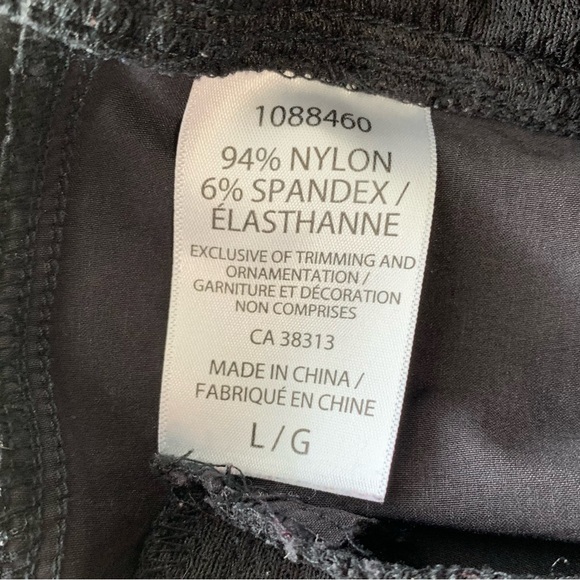 1088460
94% NYLON
6% SPANDEX /
ÉLASTHANNE
EXCLUSIVE OF TRIMMING AND
ORNAMENTATION /
GARNITURE ET DÉCORATION
NON COMPRISES
CA 38313
MADE IN CHINA /
FABRIQUÉ EN CHINE
L / G